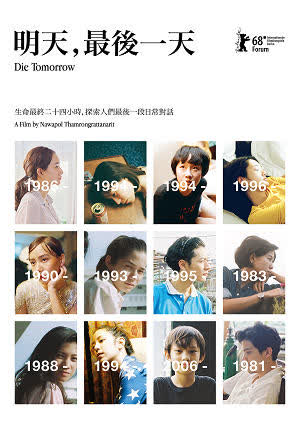 明天,最後一天
Die Tomorrow
68e Internationale Filmfestspiele Berlin
Forum
生命最終二十四小時,探索人們最後一段日常對話
A Film by Nawapol Thamrongrattanarit
1986 - 1994 - 1994 - 1996 -
1990 - 1993 - 1995 - 1983 -
1988 - 1994 - 2006 - 1981 -